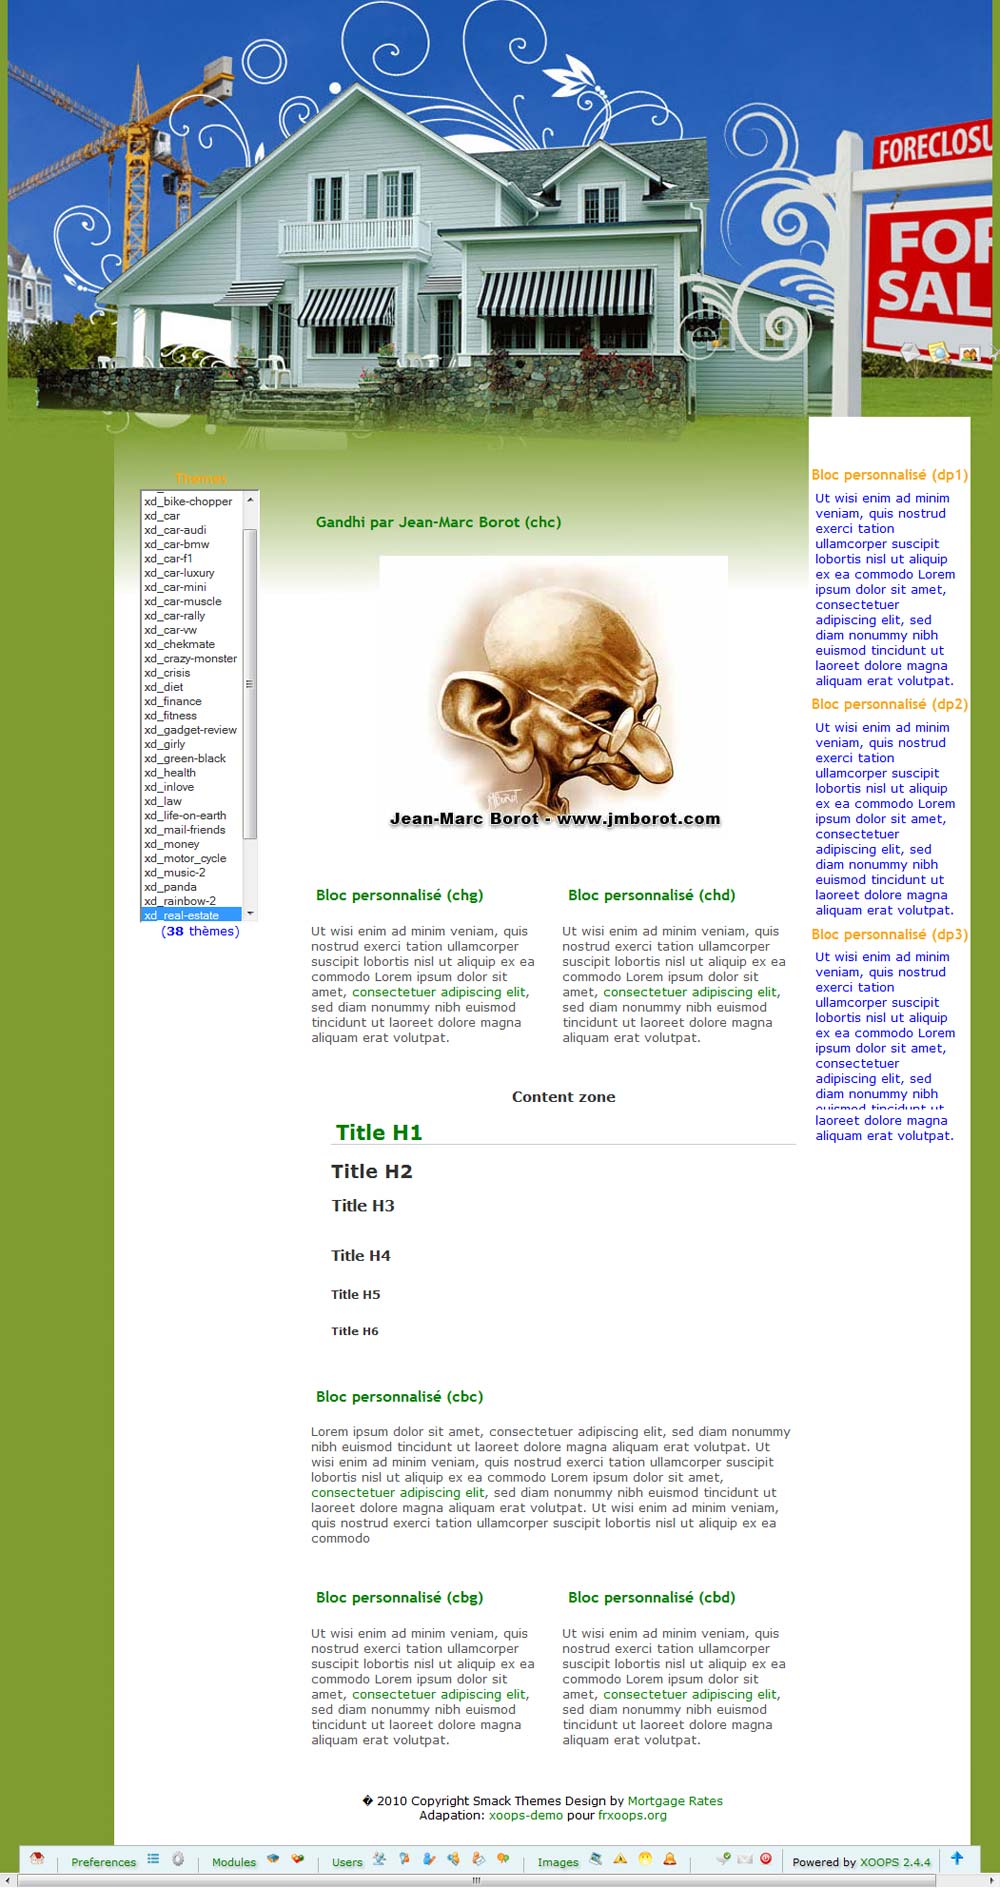 FORECLOSU
FOR
SAL
Themes
xd_bike-chopper
xd_car
xd_car-audi
xd_car-bmw
xd_car-f1
xd_car-luxury
xd_car-mini
xd_car-muscle
xd_car-rally
xd_car-vw
xd_chekmate
xd_crazy-monster
xd_crisis
xd_diet
xd_finance
xd_fitness
xd_gadget-review
xd_girly
xd_green-black
xd_health
xd_inlove
xd_law
xd_life-on-earth
xd_mail-friends
xd_money
xd_motor_cycle
xd_music-2
xd_panda
xd_rainbow-2
xd_real-estate
(38 thèmes)
Gandhi par Jean-Marc Borot (chc)
Jean-Marc Borot - www.jmborot.com
Bloc personnalisé (chg)
Ut wisi enim ad minim veniam, quis
nostrud exerci tation ullamcorper
suscipit lobortis nisl ut aliquip ex ea
commodo Lorem ipsum dolor sit
amet, consectetuer adipiscing elit,
sed diam nonummy nibh euismod
tincidunt ut laoreet dolore magna
aliquam erat volutpat.
Bloc personnalisé (chd)
Ut wisi enim ad minim veniam, quis
nostrud exerci tation ullamcorper
suscipit lobortis nisl ut aliquip ex ea
commodo Lorem ipsum dolor sit
amet, consectetuer adipiscing elit,
sed diam nonummy nibh euismod
tincidunt ut laoreet dolore magna
aliquam erat volutpat.
Content zone
Title H1
Title H2
Title H3
Title H4
Title H5
Title H6
Bloc personnalisé (cbc)
Lorem ipsum dolor sit amet, consectetuer adipiscing elit, sed diam nonummy
nibh euismod tincidunt ut laoreet dolore magna aliquam erat volutpat. Ut
wisi enim ad minim veniam, quis nostrud exerci tation ullamcorper suscipit
lobortis nisl ut aliquip ex ea commodo Lorem ipsum dolor sit amet,
consectetuer adipiscing elit, sed diam nonummy nibh euismod tincidunt ut
laoreet dolore magna aliquam erat volutpat. Ut wisi enim ad minim veniam,
quis nostrud exerci tation ullamcorper suscipit lobortis nisl ut aliquip ex ea
commodo
Bloc personnalisé (cbg)
Ut wisi enim ad minim veniam, quis
nostrud exerci tation ullamcorper
suscipit lobortis nisl ut aliquip ex ea
commodo Lorem ipsum dolor sit
amet, consectetuer adipiscing elit,
sed diam nonummy nibh euismod
tincidunt ut laoreet dolore magna
aliquam erat volutpat.
Bloc personnalisé (cbd)
Ut wisi enim ad minim veniam, quis
nostrud exerci tation ullamcorper
suscipit lobortis nisl ut aliquip ex ea
commodo Lorem ipsum dolor sit
amet, consectetuer adipiscing elit,
sed diam nonummy nibh euismod
tincidunt ut laoreet dolore magna
aliquam erat volutpat.
Bloc personnalisé (dp1)
Ut wisi enim ad minim
veniam, quis nostrud
exerci tation
ullamcorper suscipit
lobortis nisl ut aliquip
ex ea commodo Lorem
ipsum dolor sit amet,
consectetuer
adipiscing elit, sed
diam nonummy nibh
euismod tincidunt ut
laoreet dolore magna
aliquam erat volutpat.
Bloc personnalisé (dp2)
Ut wisi enim ad minim
veniam, quis nostrud
exerci tation
ullamcorper suscipit
lobortis nisl ut aliquip
ex ea commodo Lorem
ipsum dolor sit amet,
consectetuer
adipiscing elit, sed
diam nonummy nibh
euismod tincidunt ut
laoreet dolore magna
aliquam erat volutpat.
Bloc personnalisé (dp3)
Ut wisi enim ad minim
veniam, quis nostrud
exerci tation
ullamcorper suscipit
lobortis nisl ut aliquip
ex ea commodo Lorem
ipsum dolor sit amet,
consectetuer
adipiscing elit, sed
diam nonummy nibh
euismod tincidunt ut
laoreet dolore magna
aliquam erat volutpat.
� 2010 Copyright Smack Themes Design by Mortgage Rates
Adapation: xoops-demo pour frxoops.org
Preferences Modules Users Images Powered by XOOPS 2.4.4